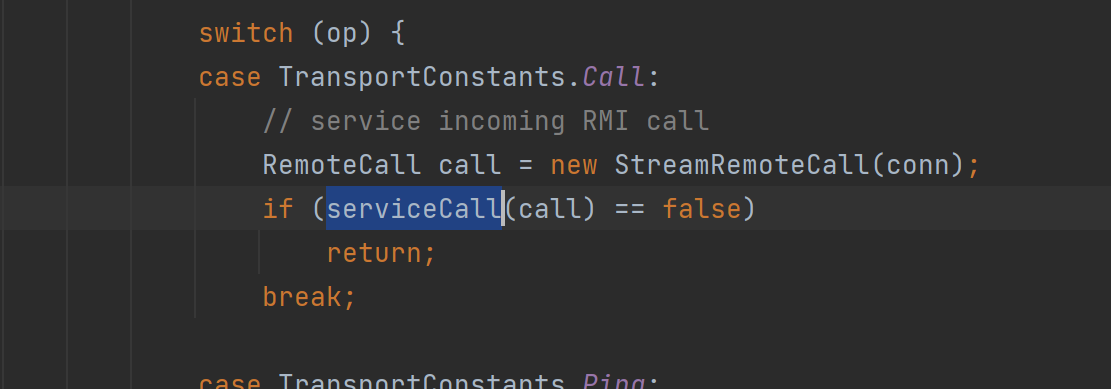 switch (op) {
case TransportConstants.Call:
// service incoming RMI call
RemoteCall call = new StreamRemoteCall(conn);
if (serviceCall(call) == false)
return;
break;
case TransportConstants.Ping: